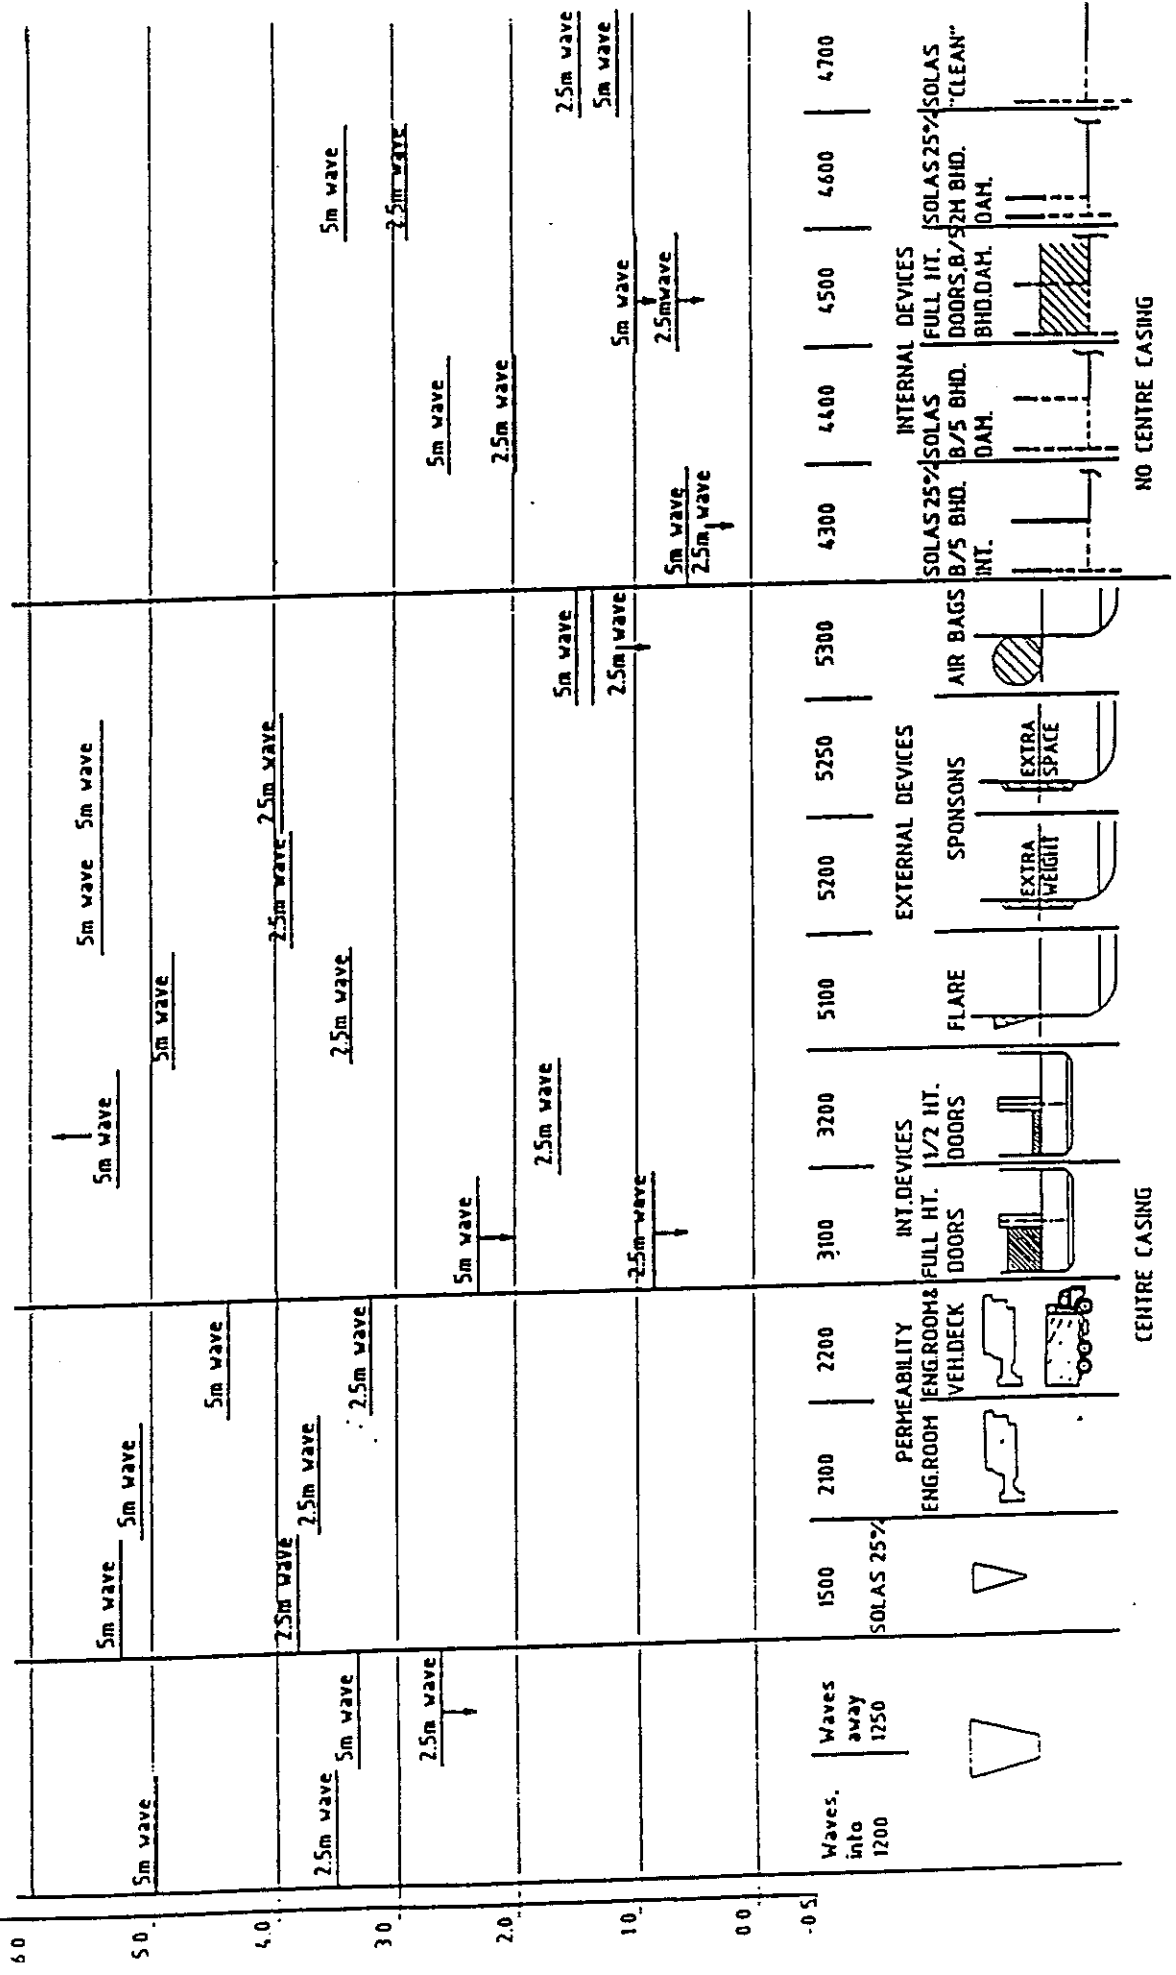 6 0
5 0
4.0
3 0
2.0
1 0
0 0
-0 5
5m wave
2.5m wave
5m wave
2.5m wave
5m wave
2.5m wave
5m wave
2.5m wave
5m wave
2.5m wave
5m wave
2.5m wave
5m wave
2.5m wave
5m wave
2.5m wave
5m wave
2.5m wave
5m wave
2.5m wave
5m wave
2.5m wave
5m wave
2.5m wave
5m wave
2.5m wave
5m wave
2.5mwave
5m wave
2.5m wave
2.5m wave
5m wave
Waves.
into
1200
Waves
away
1250
1500
2100
2200
3100
3200
5100
5200
5250
5300
4300
4400
4500
4600
4700
SOLAS 25%
PERMEABILITY
ENG.ROOM
ENG.ROOM&
VEH.DECK
INT.DEVICES
FULL HT.
DOORS
1/2 HT.
DOORS
EXTERNAL DEVICES
FLARE
SPONSONS
EXTRA
WEIGHT
EXTRA
SPACE
AIR BAGS
INTERNAL DEVICES
SOLAS 25%
B/5 BHD.
INT.
SOLAS
B/5 BHD.
DAM.
FULL HT.
DOORS,B/5
BHD.DAM.
SOLAS 25%
2M BHD.
DAM.
SOLAS
"CLEAN"
CENTRE CASING
NO CENTRE CASING